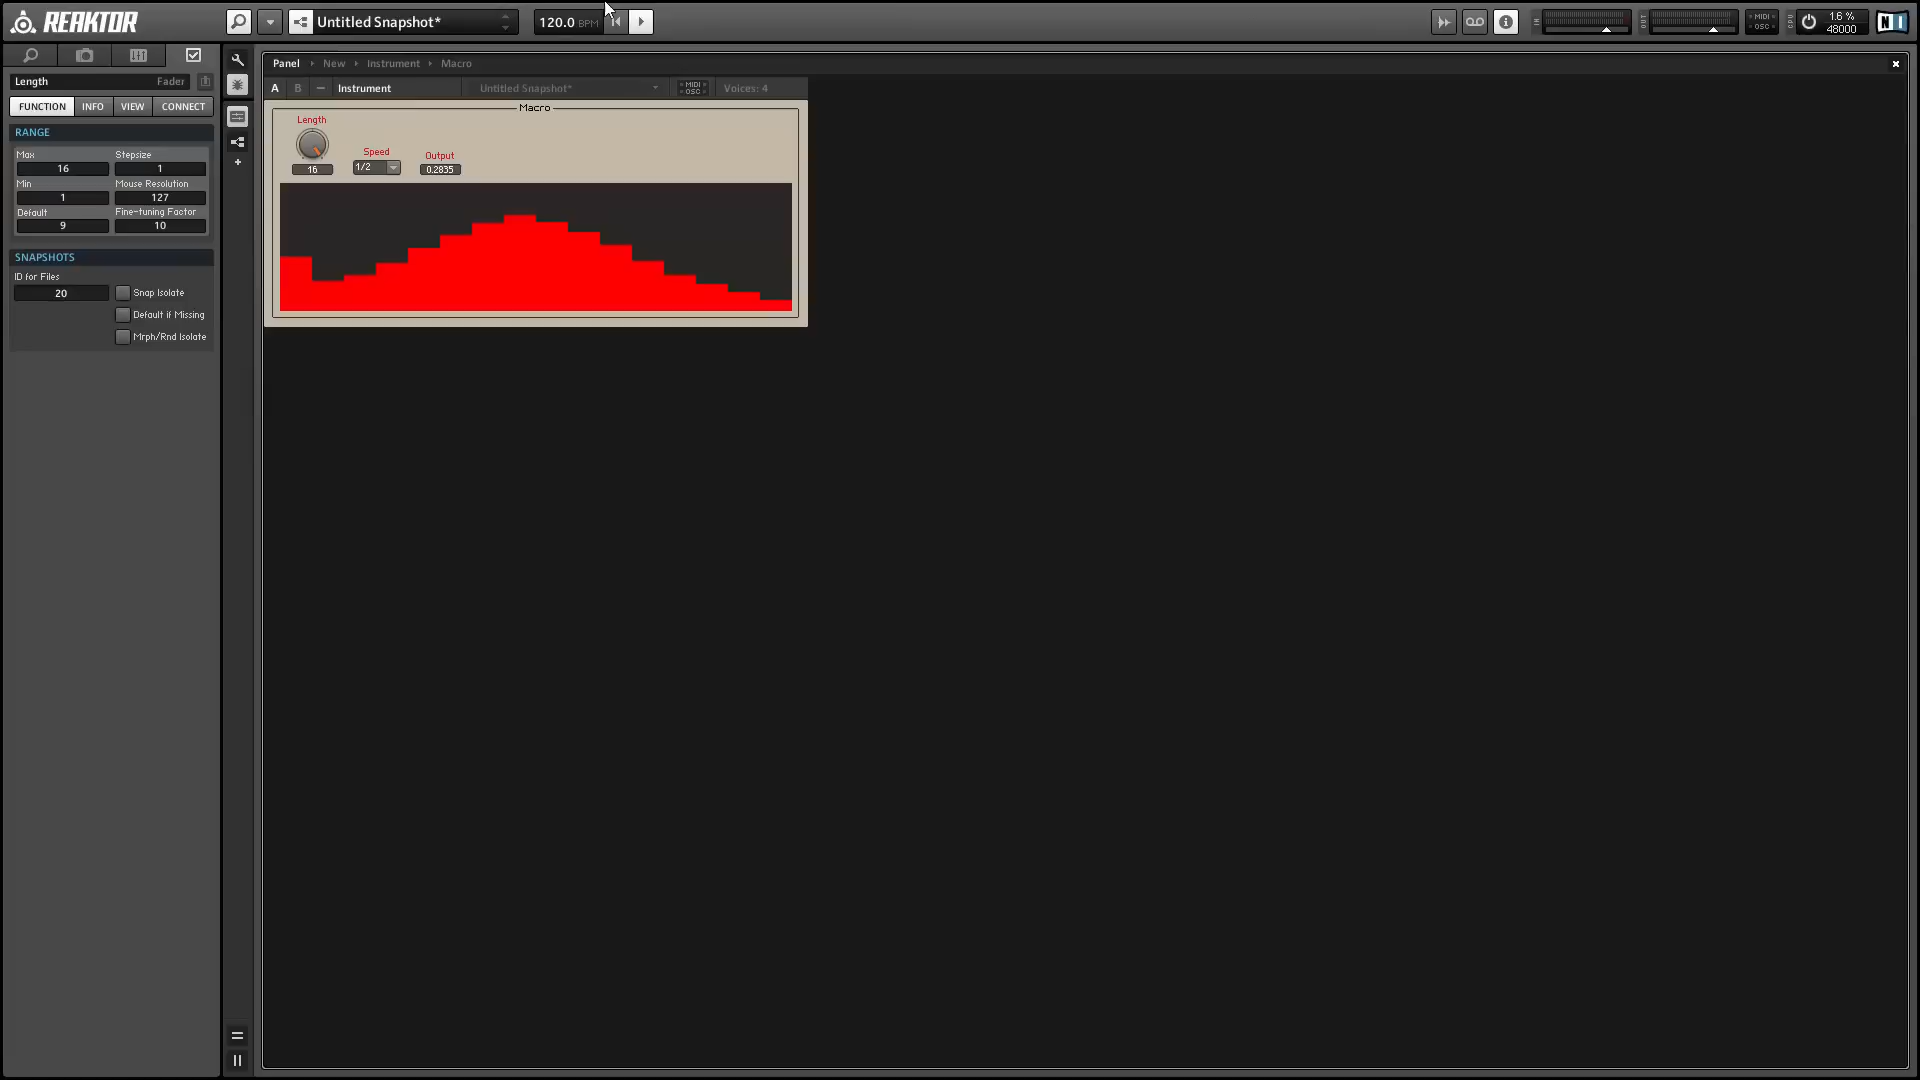 REAKTOR
Untitled Snapshot*
120.0 BPM
MIDI
OSC
1.6 %
48000
Length Fader
FUNCTION INFO VIEW CONNECT
RANGE
Max Stepsize
16 1
Min Mouse Resolution
1 127
Default Fine-tuning Factor
9 10
SNAPSHOTS
ID for Files
20 Snap Isolate
Default if Missing
Mrph/Rnd Isolate
Panel New Instrument Macro
A B Instrument Untitled Snapshot* MIDI OSC Voices: 4
Macro
Length
Speed
Output
16 1/2 0.2835